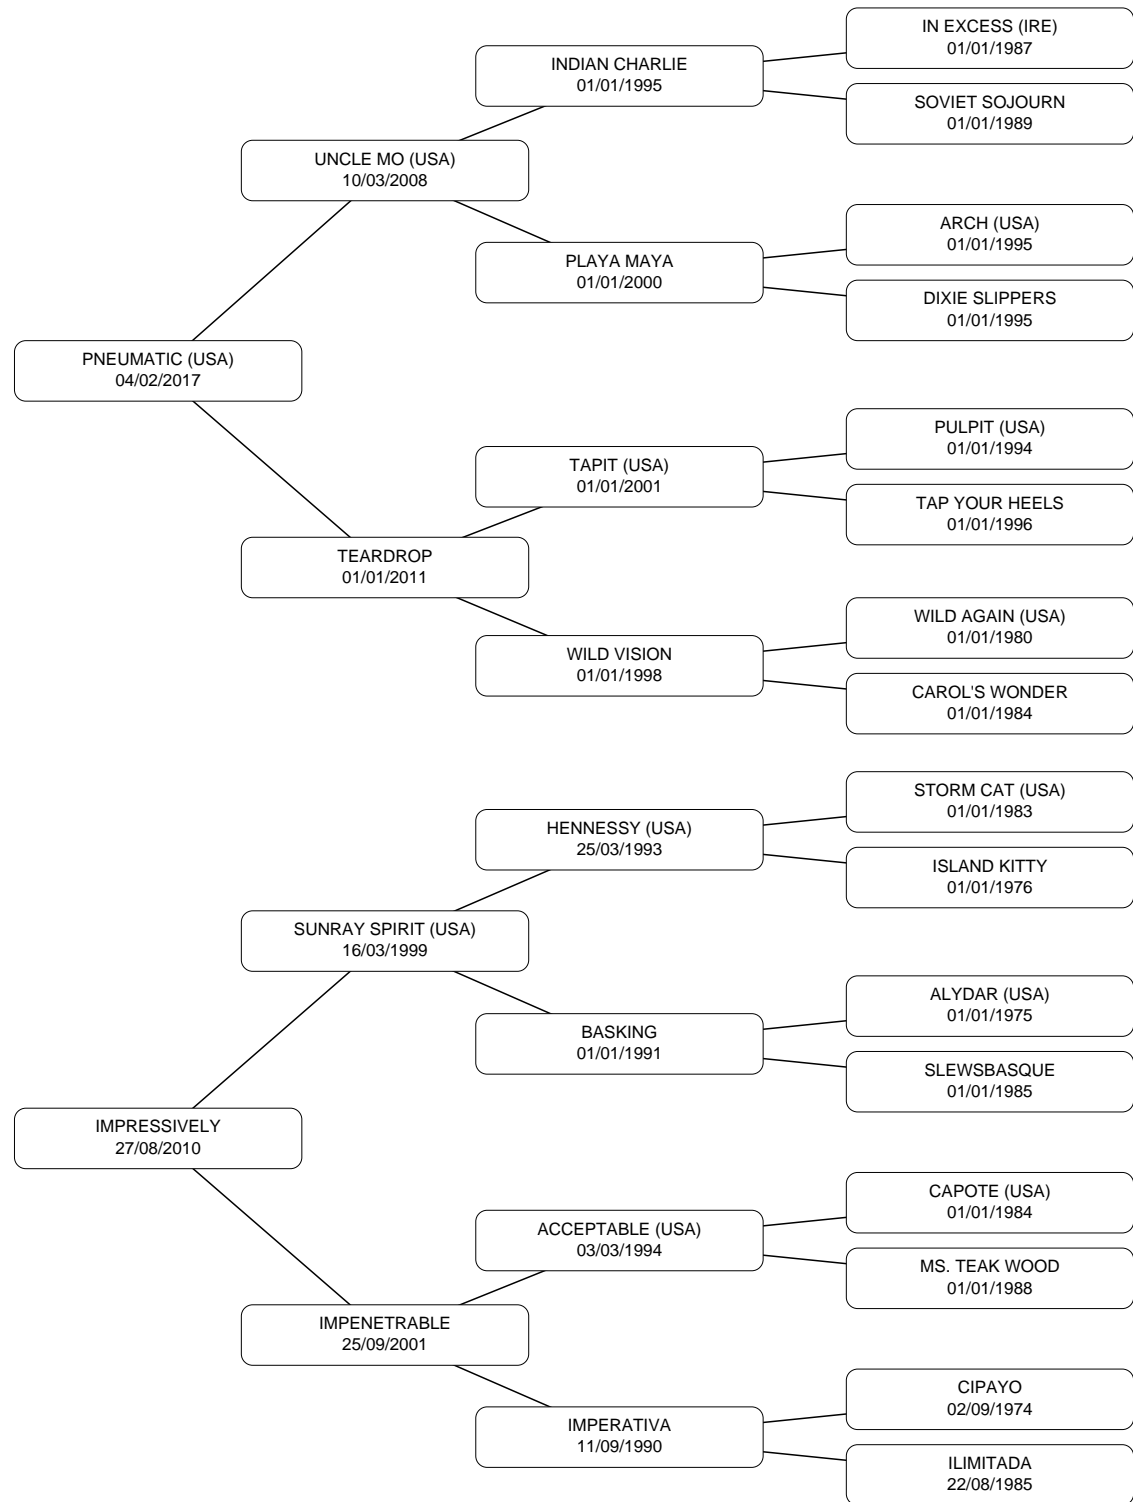 IN EXCESS (IRE)
01/01/1987
INDIAN CHARLIE
01/01/1995
SOVIET SOJOURN
01/01/1989
UNCLE MO (USA)
10/03/2008
ARCH (USA)
01/01/1995
PLAYA MAYA
01/01/2000
DIXIE SLIPPERS
01/01/1995
PNEUMATIC (USA)
04/02/2017
PULPIT (USA)
01/01/1994
TAPIT (USA)
01/01/2001
TAP YOUR HEELS
01/01/1996
TEARDROP
01/01/2011
WILD AGAIN (USA)
01/01/1980
WILD VISION
01/01/1998
CAROL'S WONDER
01/01/1984
STORM CAT (USA)
01/01/1983
HENNESSY (USA)
25/03/1993
ISLAND KITTY
01/01/1976
SUNRAY SPIRIT (USA)
16/03/1999
ALYDAR (USA)
01/01/1975
BASKING
01/01/1991
SLEWSBASQUE
01/01/1985
IMPRESSIVELY
27/08/2010
CAPOTE (USA)
01/01/1984
ACCEPTABLE (USA)
03/03/1994
MS. TEAK WOOD
01/01/1988
IMPENETRABLE
25/09/2001
CIPAYO
02/09/1974
IMPERATIVA
11/09/1990
ILIMITADA
22/08/1985